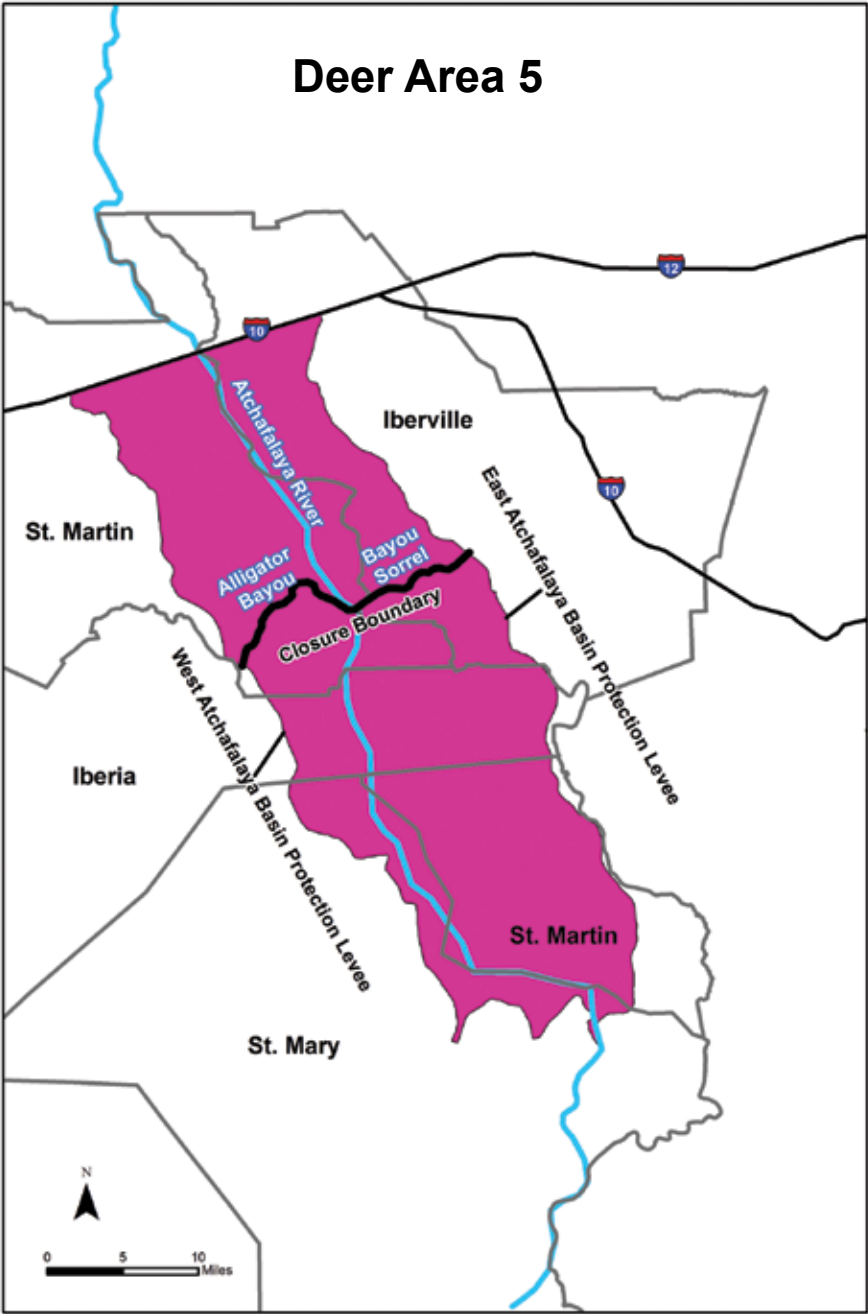 Deer Area 5
12
10
Iberville
Atchafalaya River
10
St. Martin
East Atchafalaya Basin Protection Levee
Bayou
Sorrel
Alligator
Bayou
Closure Boundary
West Atchafalaya Basin Protection Levee
Iberia
St. Martin
St. Mary
N
0 5 10
Miles